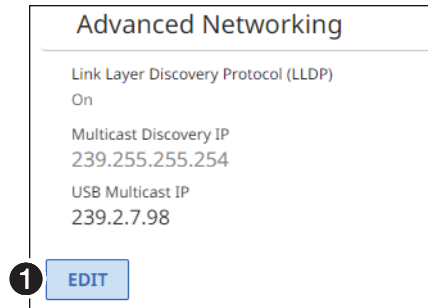 Advanced Networking
Link Layer Discovery Protocol (LLDP)
On
Multicast Discovery IP
239.255.255.254
USB Multicast IP
239.2.7.98
1 EDIT